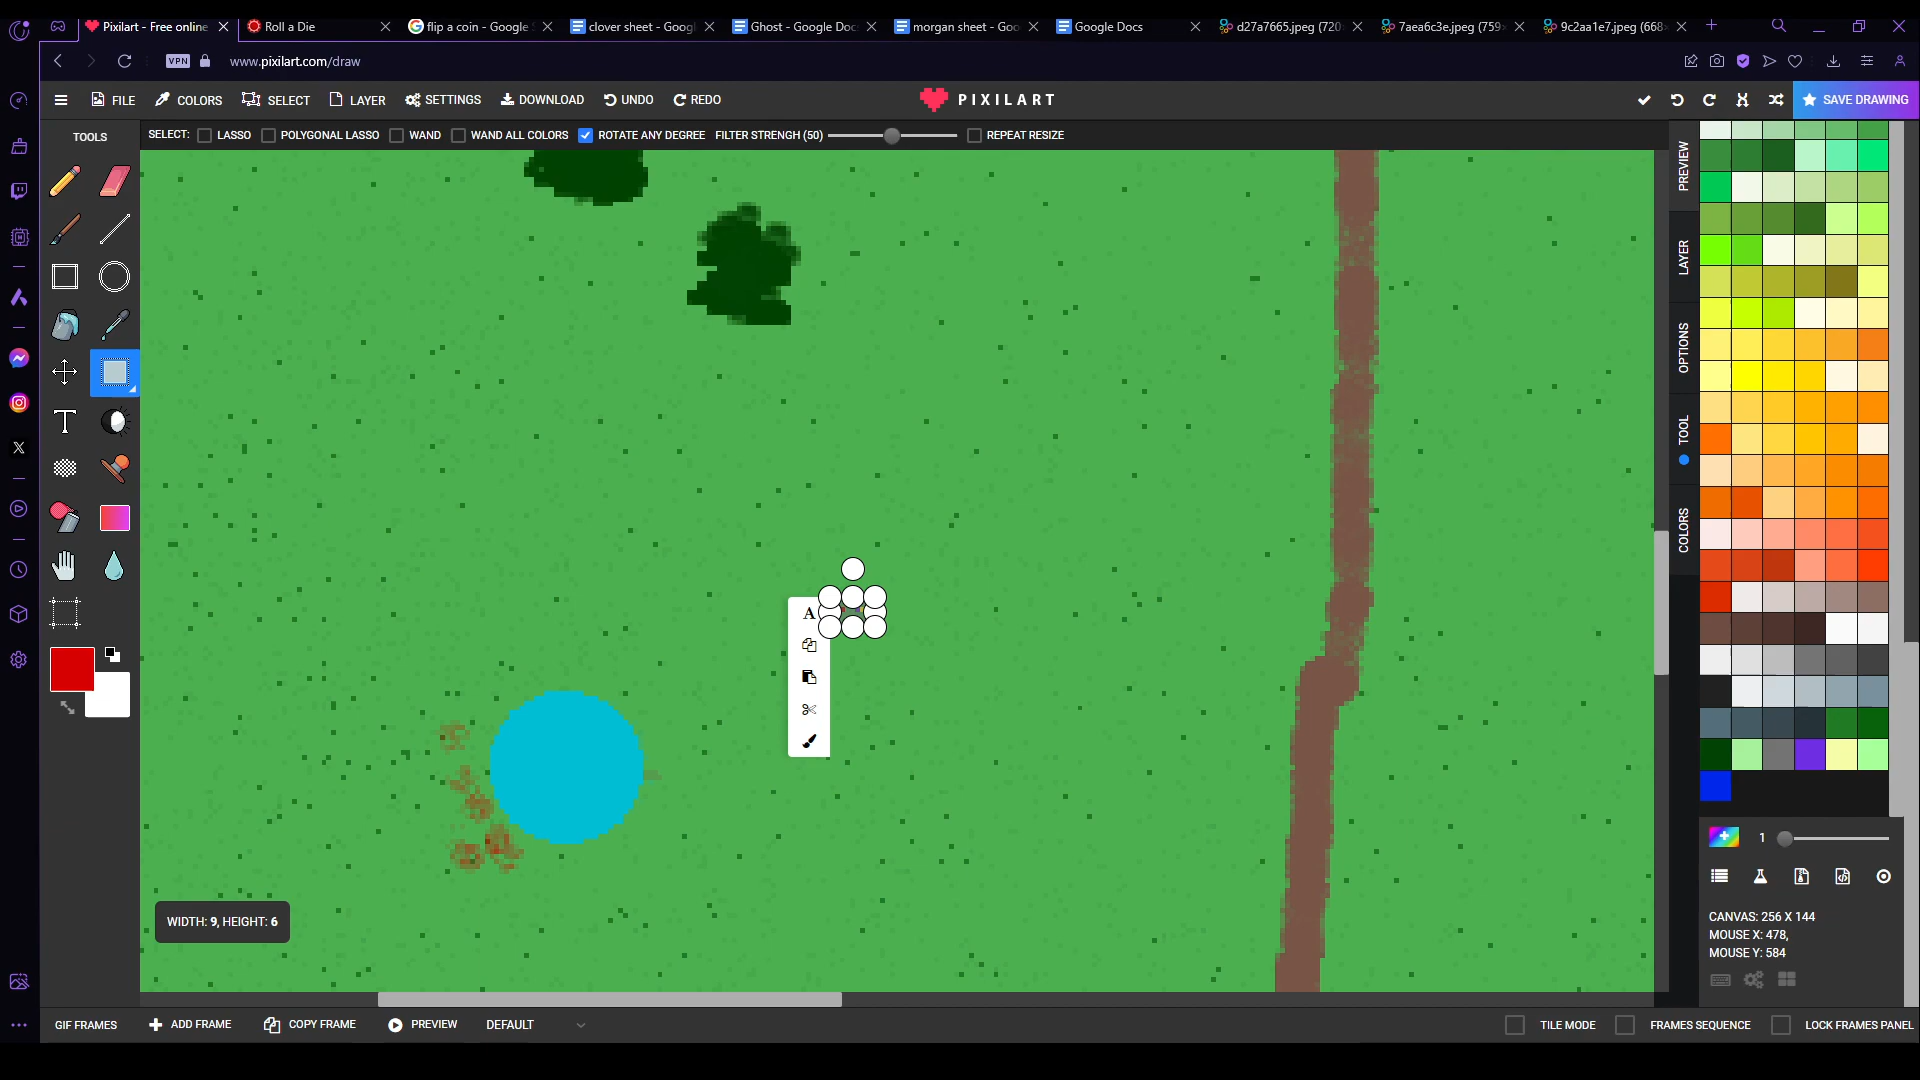 Pixilart - Free online
Roll a Die
flip a coin - Google S
clover sheet - Goog
Ghost - Google Doc
morgan sheet - Goo
Google Docs
d27a7665.jpeg (720
7aea6c3e.jpeg (759
9c2aa1e7.jpeg (668
VPN
www.pixilart.com/draw
FILE COLORS SELECT LAYER SETTINGS DOWNLOAD UNDO REDO PIXILART SAVE DRAWING
TOOLS
SELECT: LASSO POLYGONAL LASSO WAND WAND ALL COLORS ROTATE ANY DEGREE FILTER STRENGH (50) REPEAT RESIZE
PREVIEW
LAYER
OPTIONS
TOOL
COLORS
T
A
WIDTH: 9, HEIGHT: 6
1
CANVAS: 256 X 144
MOUSE X: 478,
MOUSE Y: 584
GIF FRAMES ADD FRAME COPY FRAME PREVIEW DEFAULT TILE MODE FRAMES SEQUENCE LOCK FRAMES PANEL